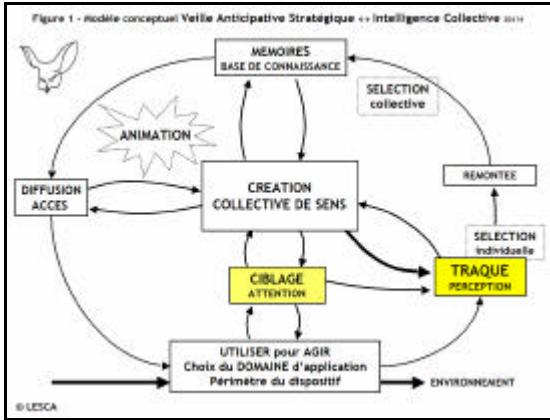 Figure 1 - Modèle conceptuel Veille Anticipative Stratégique ↔ Intelligence Collective
MEMOIRES
BASE DE CONNAISSANCE
SELECTION
collective
ANIMATION
DIFFUSION
ACCES
CREATION
COLLECTIVE DE SENS
REMONTEE
SELECTION
individuelle
CIBLAGE
ATTENTION
TRAQUE
PERCEPTION
UTILISER pour AGIR
Choix du DOMAINE d'application
Périmètre du dispositif
ENVIRONNEMENT
© LESCA